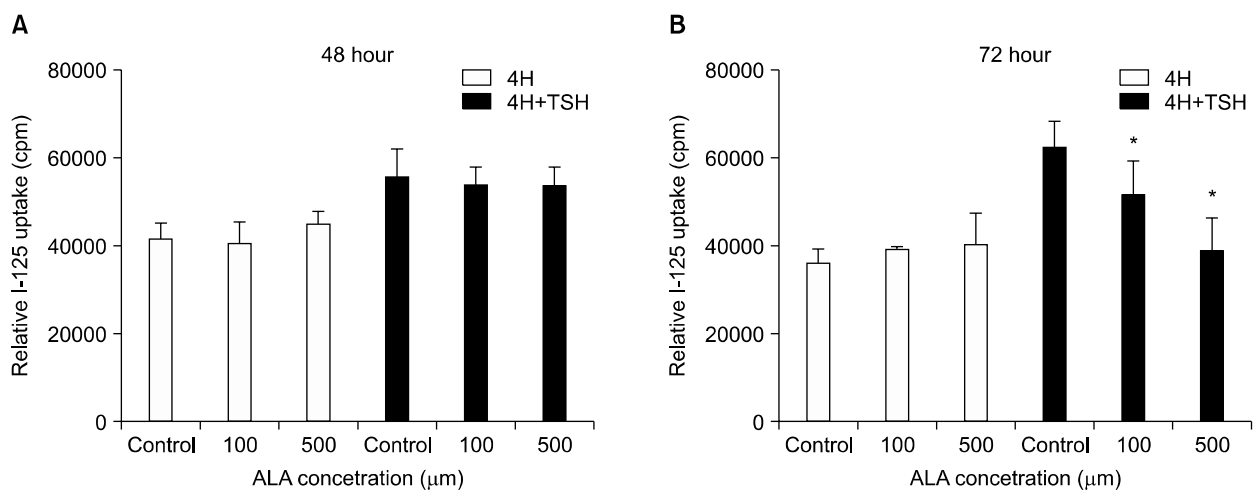 A
48 hour
80000
60000
40000
20000
0
Relative I-125 uptake (cpm)
4H
4H+TSH
Control 100 500 Control 100 500
ALA concetration (μm)
B
72 hour
80000
60000
40000
20000
0
Relative I-125 uptake (cpm)
4H
4H+TSH
*
*
Control 100 500 Control 100 500
ALA concetration (μm)